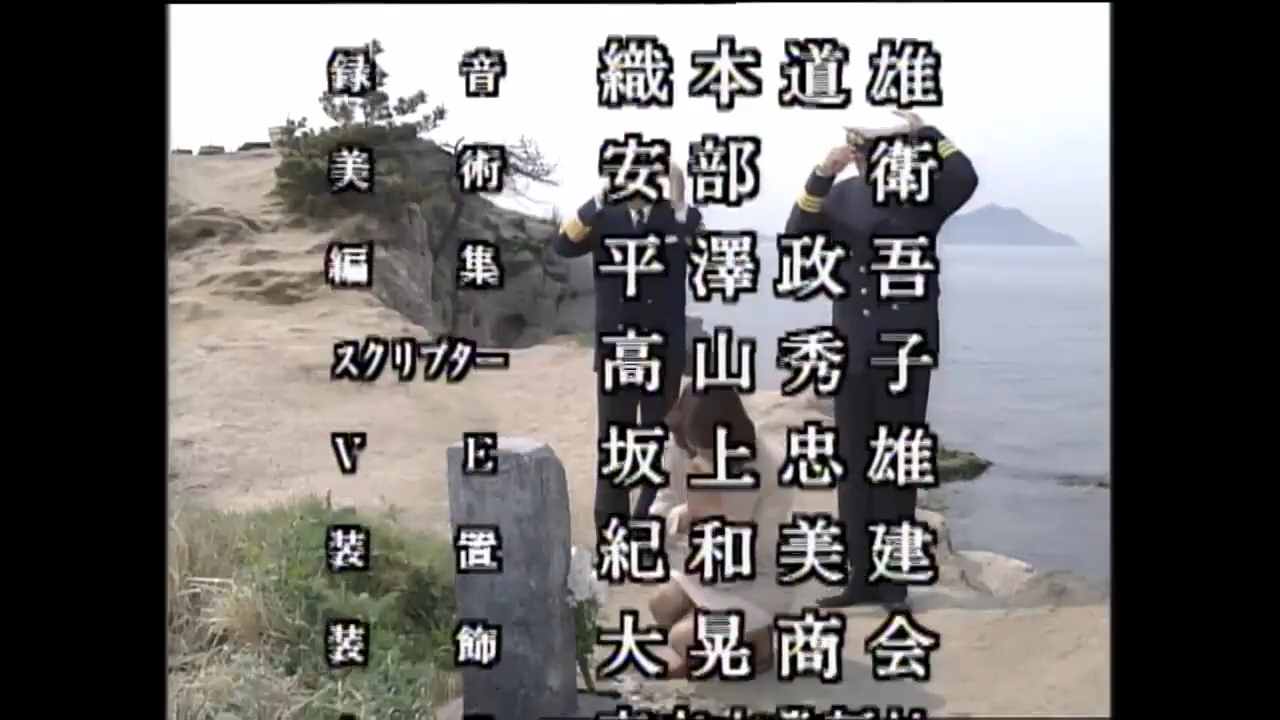 録音 織本道雄
美術 安部 衛
編集 平澤政吾
スクリプター 高山秀子
VE 坂上忠雄
装置 紀和美建
装飾 大晃商会